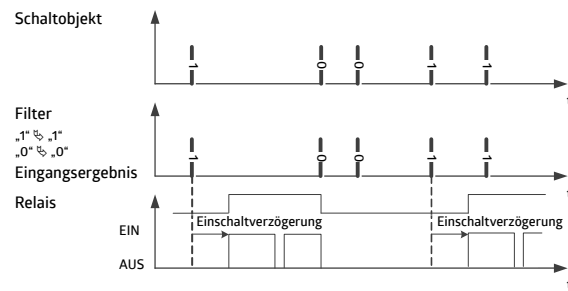 Schaltobjekt
1 0 0 1 1
t
Filter
„1“ ⇘ „1“
„0“ ⇘ „0“
1 0 0 1 1
Eingangsergebnis
t
Relais
EIN
Einschaltverzögerung Einschaltverzögerung
AUS
t